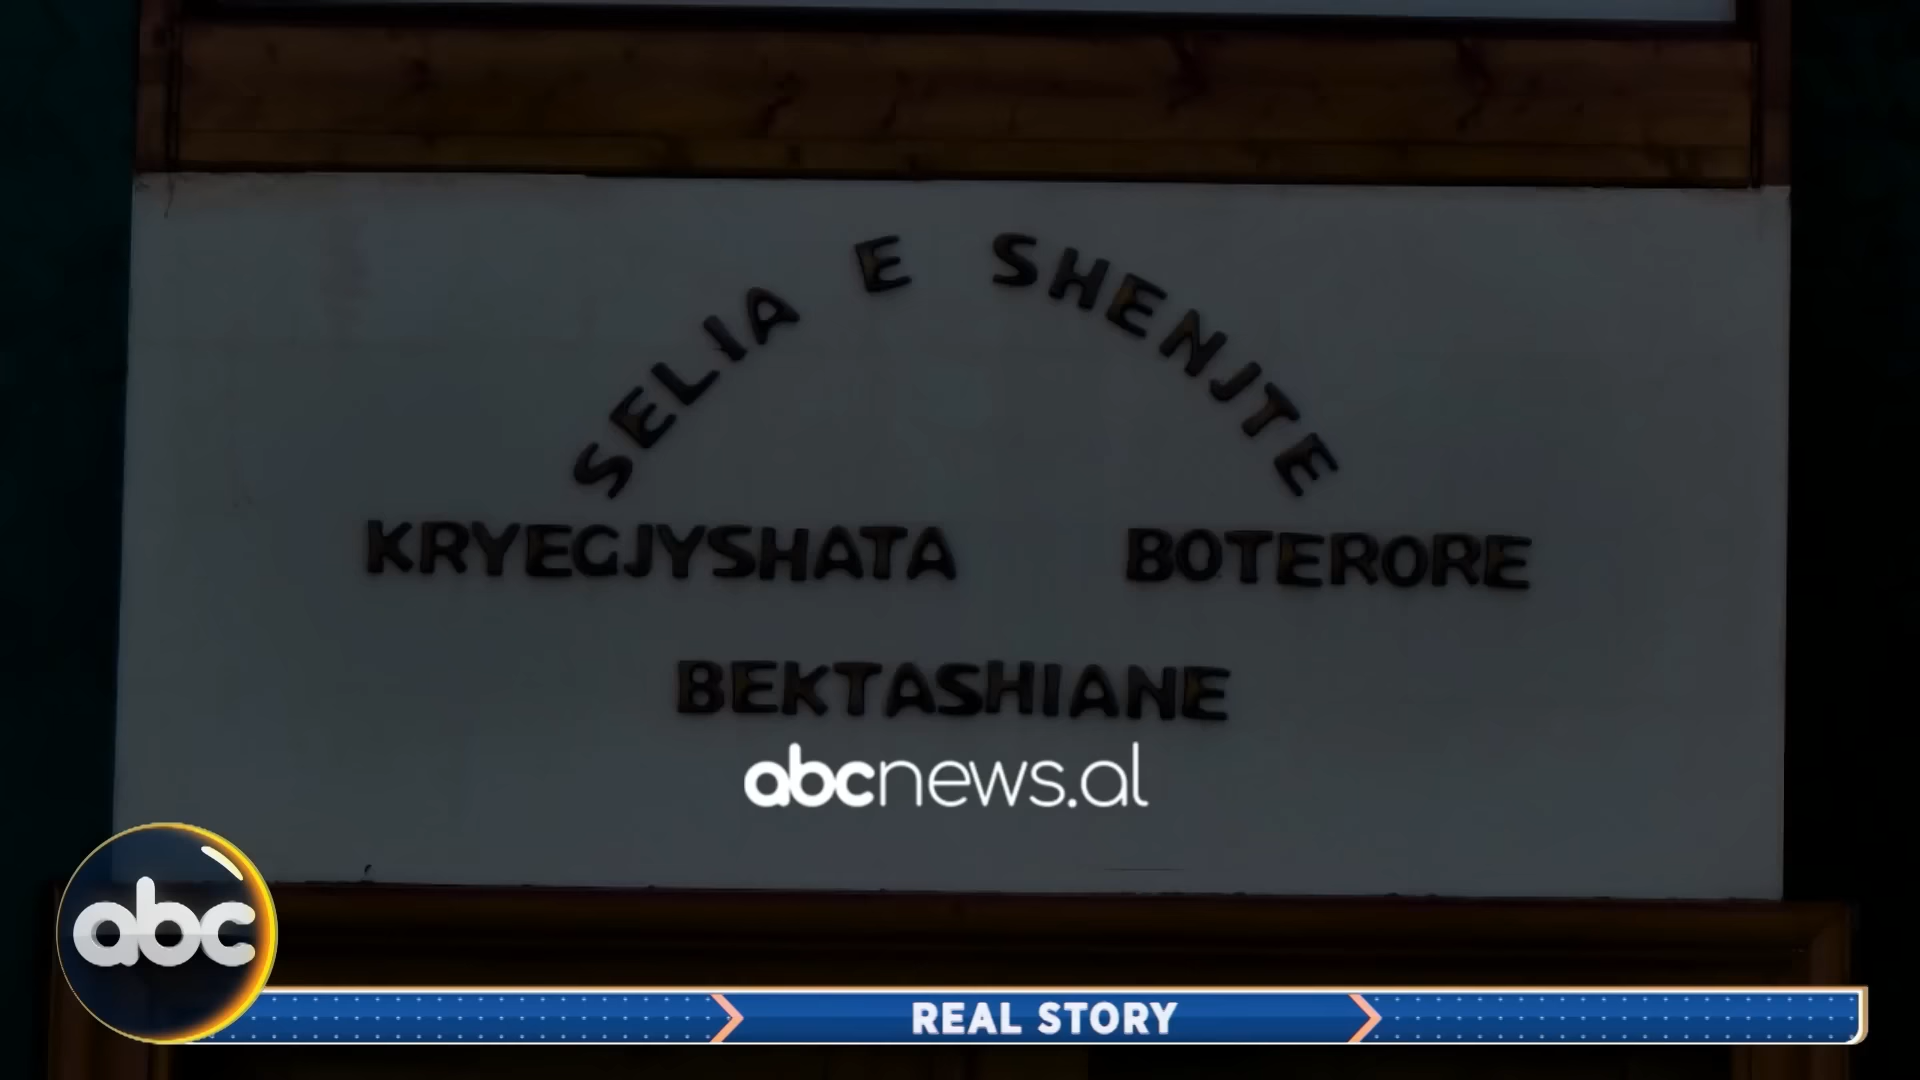 SELIA E SHENJTE
KRYEGJYSHATA BOTERORE
BEKTASHIANE
abcnews.al
abc
REAL STORY